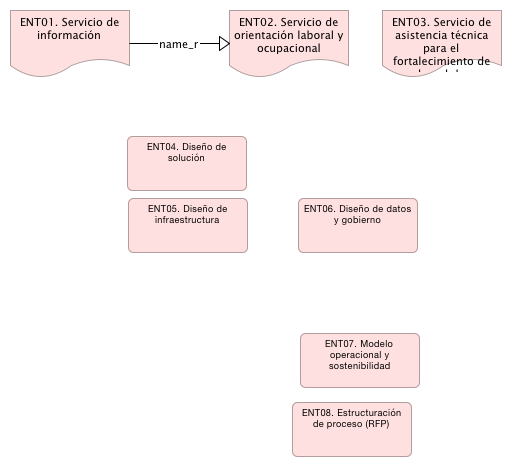 ENT01. Servicio de
información
name_r
ENT02. Servicio de
orientación laboral y
ocupacional
ENT03. Servicio de
asistencia técnica
para el
fortalecimiento de
ENT04. Diseño de
solución
ENT05. Diseño de
infraestructura
ENT06. Diseño de datos
y gobierno
ENT07. Modelo
operacional y
sostenibilidad
ENT08. Estructuración
de proceso (RFP)